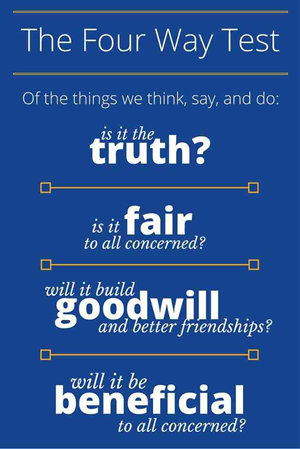 The Four Way Test
Of the things we think, say, and do:
is it the
truth?
is it fair
to all concerned?
will it build
goodwill
and better friendships?
will it be
beneficial
to all concerned?